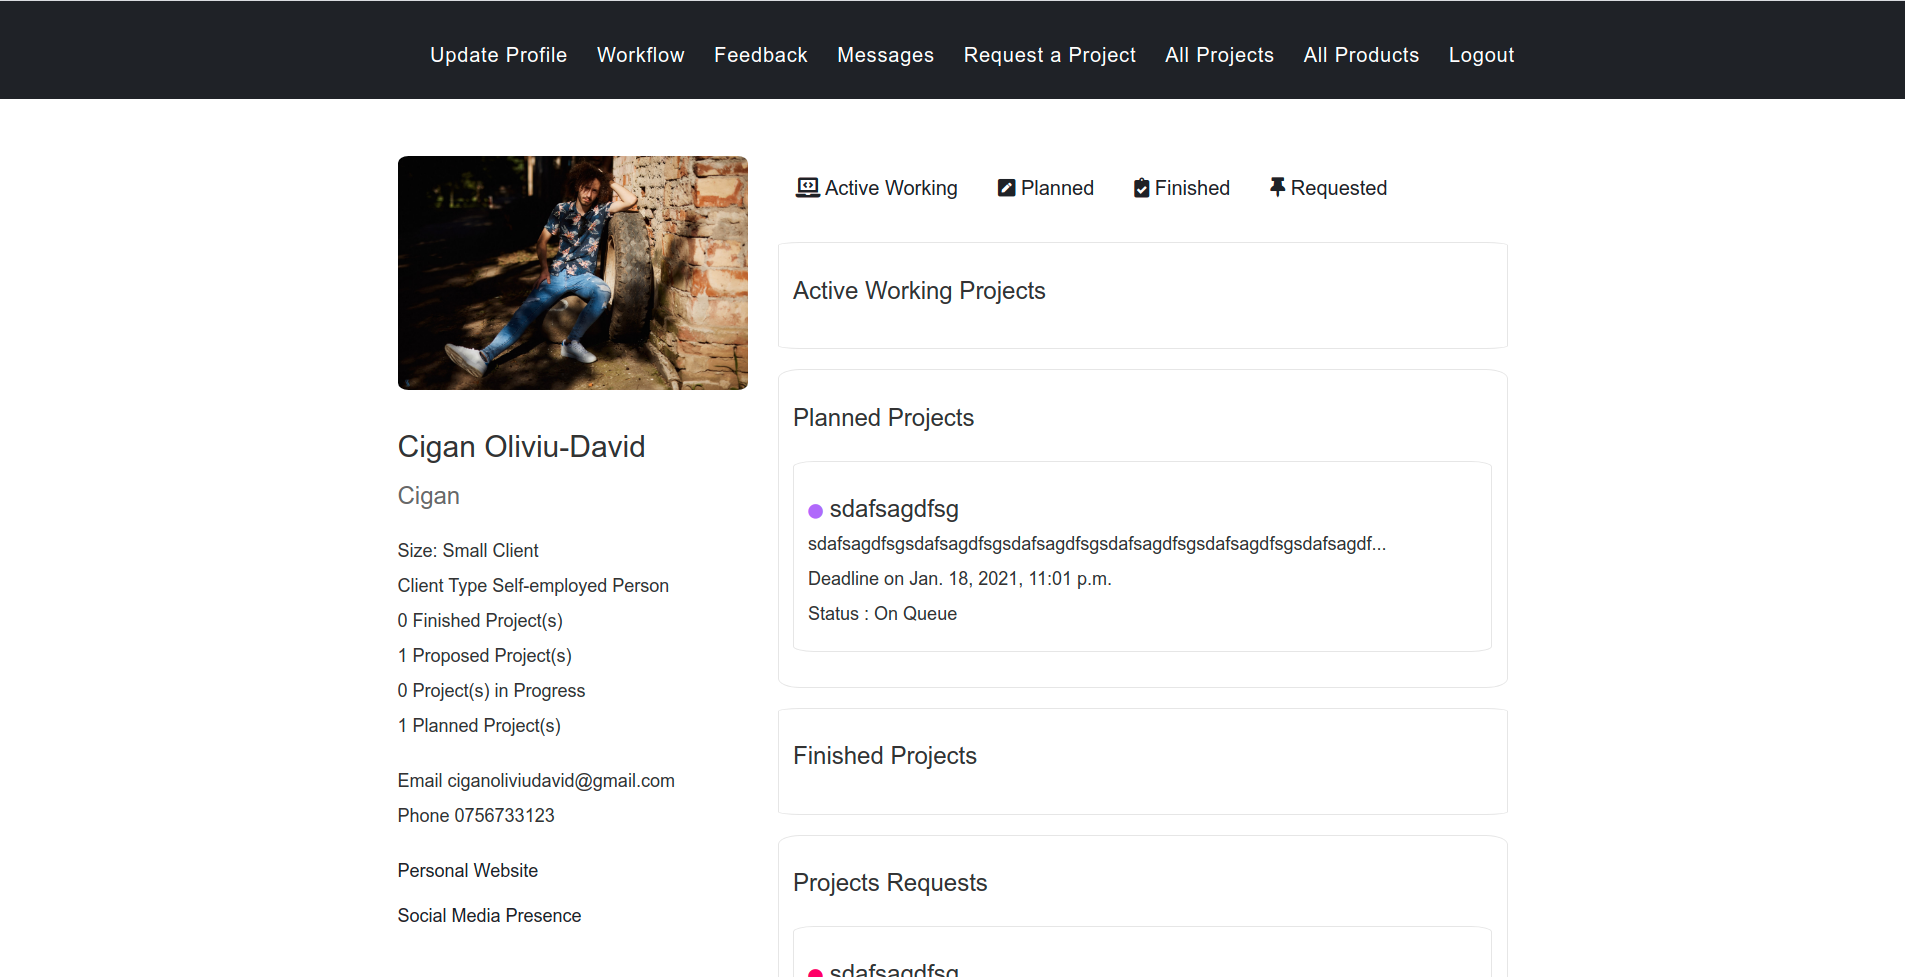 Update Profile Workflow Feedback Messages Request a Project All Projects All Products Logout
Active Working Planned Finished Requested
Cigan Oliviu-David
Cigan
Size: Small Client
Client Type Self-employed Person
0 Finished Project(s)
1 Proposed Project(s)
0 Project(s) in Progress
1 Planned Project(s)
Email ciganoliviudavid@gmail.com
Phone 0756733123
Personal Website
Social Media Presence
Active Working Projects
Planned Projects
sdafsagdfsg
sdafsagdfsgsdafsagdfsgsdafsagdfsgsdafsagdfsgsdafsagdfsgsdafsagdf...
Deadline on Jan. 18, 2021, 11:01 p.m.
Status : On Queue
Finished Projects
Projects Requests
sdafsagdfsg